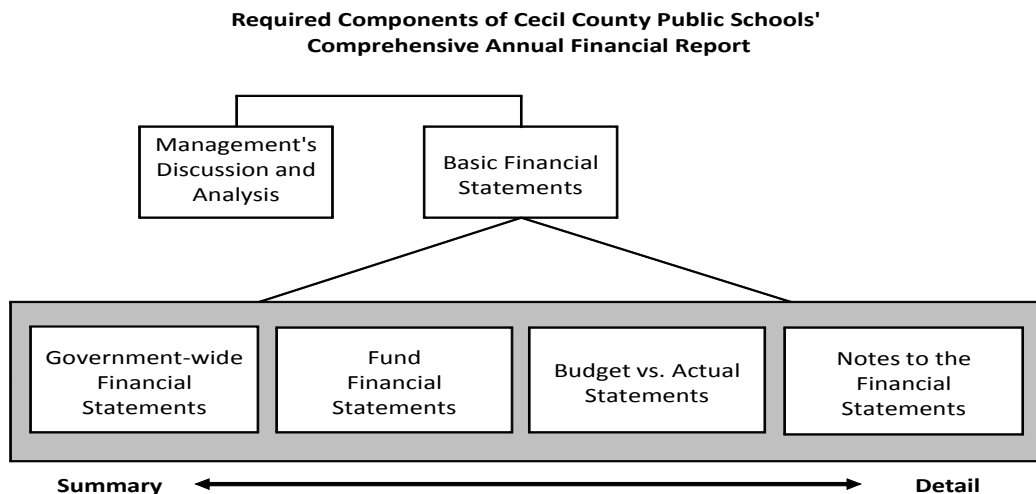 Required Components of Cecil County Public Schools'
Comprehensive Annual Financial Report
Management's
Discussion and
Analysis
Basic Financial
Statements
Government-wide
Financial
Statements
Fund
Financial
Statements
Budget vs. Actual
Statements
Notes to the
Financial
Statements
Summary
Detail